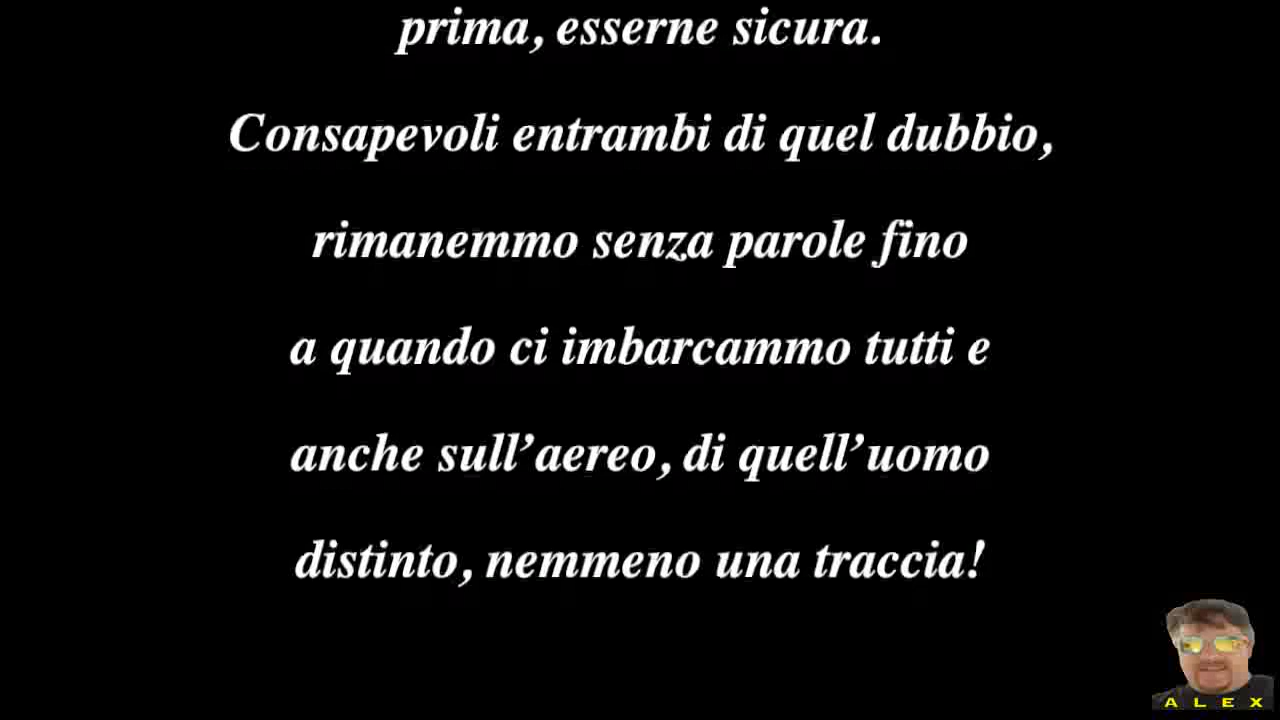 prima, esserne sicura.
Consapevoli entrambi di quel dubbio,
rimanemmo senza parole fino
a quando ci imbarcammo tutti e
anche sull’aereo, di quell’uomo
distinto, nemmeno una traccia!
ALEX